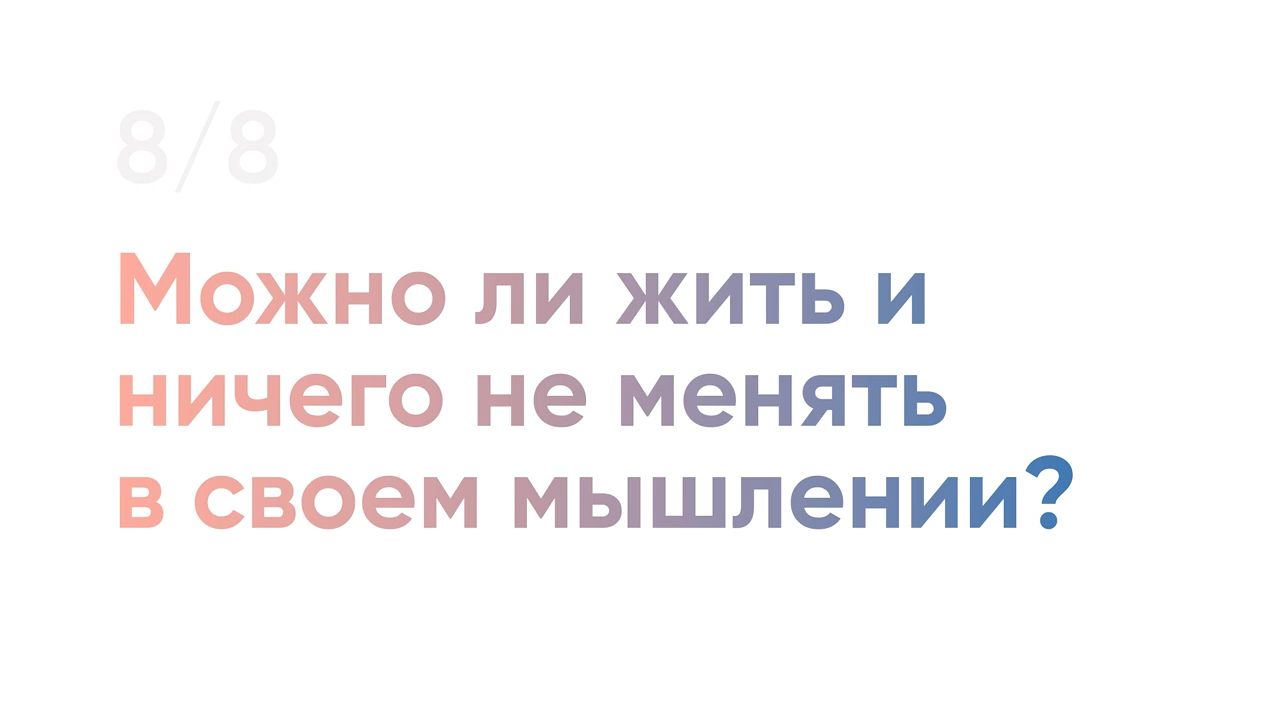 8/8
Можно ли жить и
ничего не менять
в своем мышлении?